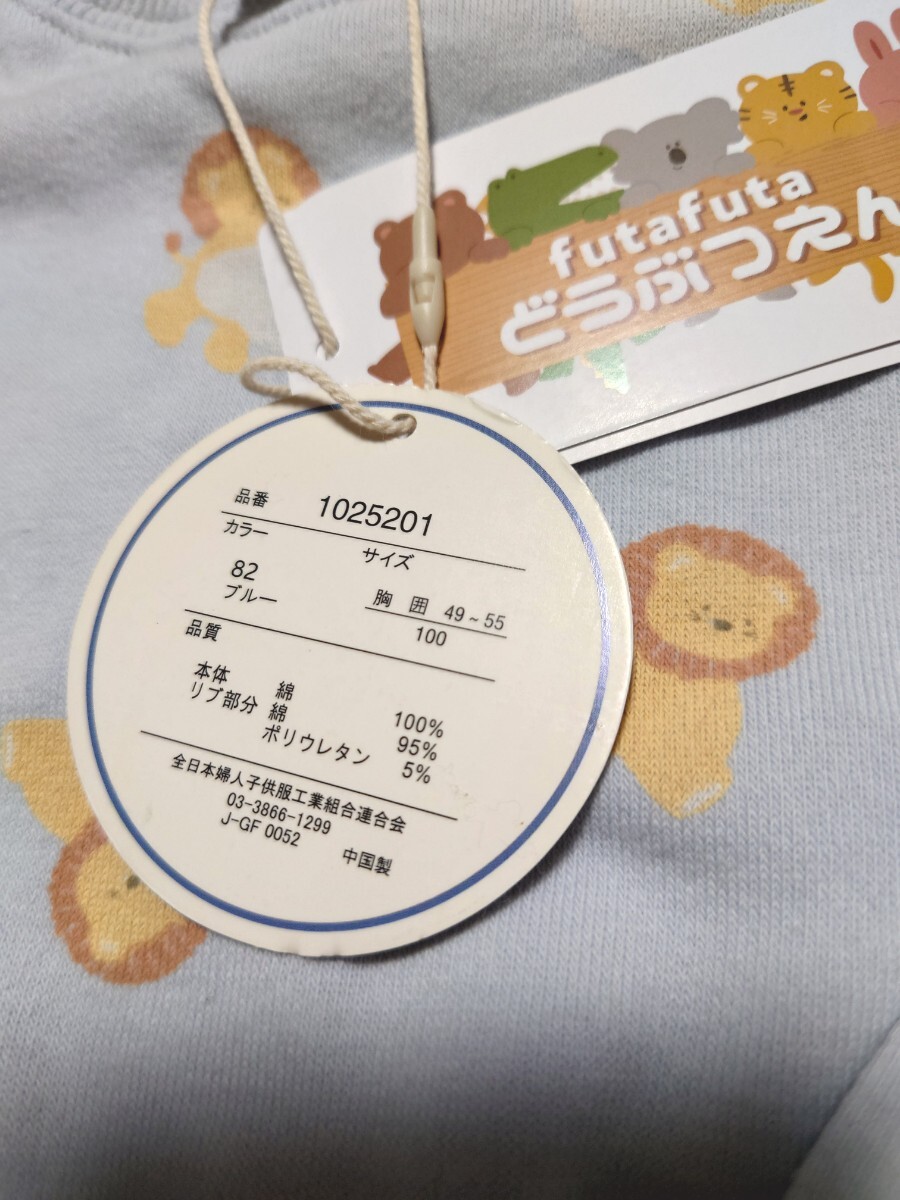 futafuta
どうぶつえん
品番 1025201
カラー サイズ
82
ブルー
胸 囲 49~55
100
品質
本体 綿 100%
リブ部分 綿 95%
ポリウレタン 5%
全日本婦人子供服工業組合連合会
03-3866-1299
J-GF 0052
中国製